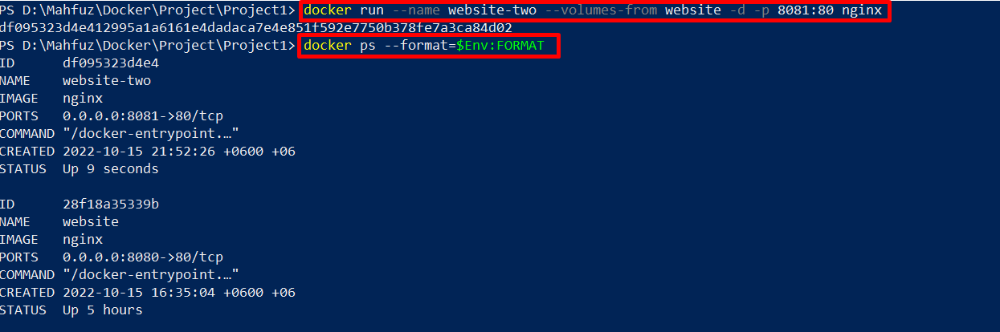 PS D:\Mahfuz\Docker\Project\Project1> docker run --name website-two --volumes-from website -d -p 8081:80 nginx
df095323d4e412995a1a6161e4dadaca7e4e851f592e7750b378fe7a3ca84d02
PS D:\Mahfuz\Docker\Project\Project1> docker ps --format=$Env:FORMAT
ID      df095323d4e4
NAME    website-two
IMAGE   nginx
PORTS   0.0.0.0:8081->80/tcp
COMMAND "/docker-entrypoint.…"
CREATED 2022-10-15 21:52:26 +0600 +06
STATUS  Up 9 seconds
ID      28f18a35339b
NAME    website
IMAGE   nginx
PORTS   0.0.0.0:8080->80/tcp
COMMAND "/docker-entrypoint.…"
CREATED 2022-10-15 16:35:04 +0600 +06
STATUS  Up 5 hours